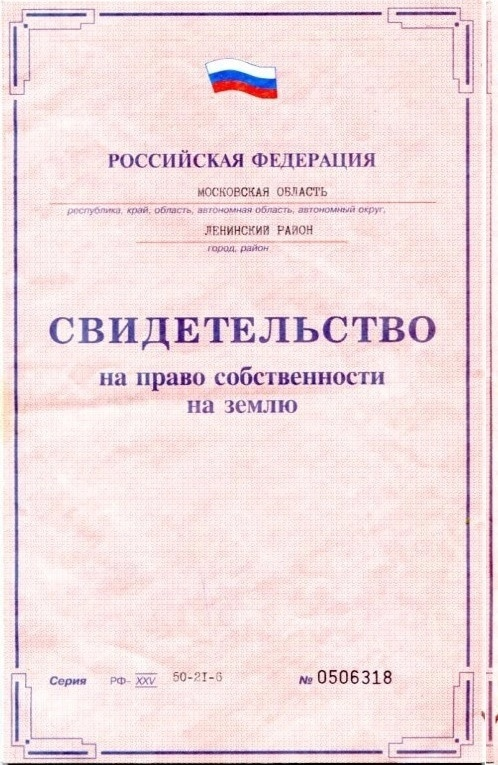 РОССИЙСКАЯ ФЕДЕРАЦИЯ
МОСКОВСКАЯ ОБЛАСТЬ
республика, край, область, автономная область, автономный округ,
ЛЕНИНСКИЙ РАЙОН
город, район
СВИДЕТЕЛЬСТВО
на право собственности
на землю
Серия РФ- XXV 50-2I-6 № 0506318